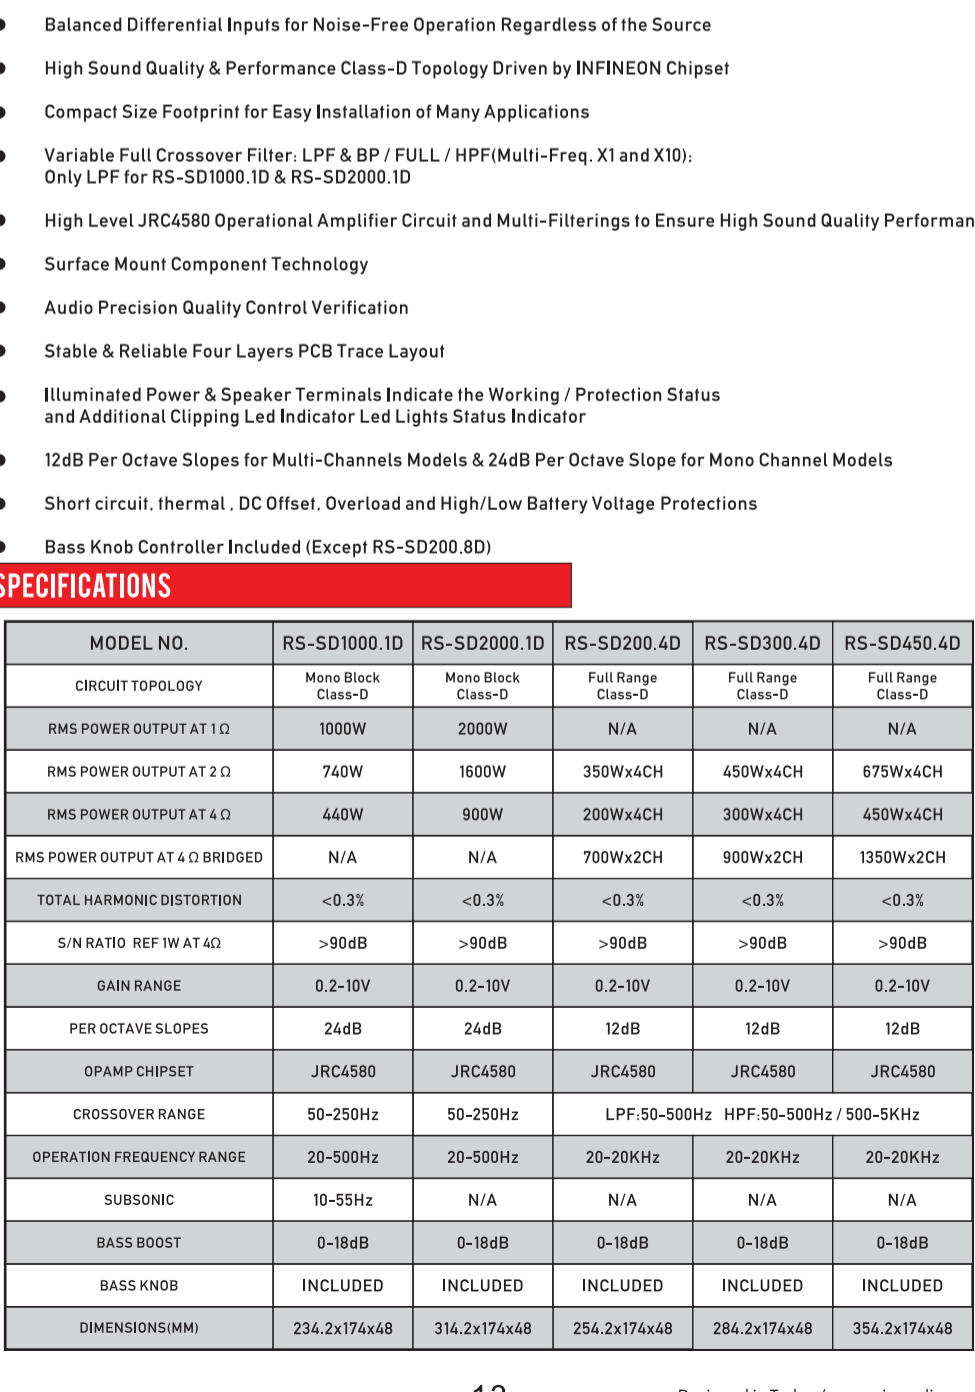 Balanced Differential Inputs for Noise-Free Operation Regardless of the Source
High Sound Quality & Performance Class-D Topology Driven by INFINEON Chipset
Compact Size Footprint for Easy Installation of Many Applications
Variable Full Crossover Filter: LPF & BP / FULL / HPF(Multi-Freq. X1 and X10);
Only LPF for RS-SD1000.1D & RS-SD2000.1D
High Level JRC4580 Operational Amplifier Circuit and Multi-Filterings to Ensure High Sound Quality Performan
Surface Mount Component Technology
Audio Precision Quality Control Verification
Stable & Reliable Four Layers PCB Trace Layout
Illuminated Power & Speaker Terminals Indicate the Working / Protection Status
and Additional Clipping Led Indicator Led Lights Status Indicator
12dB Per Octave Slopes for Multi-Channels Models & 24dB Per Octave Slope for Mono Channel Models
Short circuit, thermal , DC Offset, Overload and High/Low Battery Voltage Protections
Bass Knob Controller Included (Except RS-SD200.8D)
SPECIFICATIONS
MODEL NO. RS-SD1000.1D RS-SD2000.1D RS-SD200.4D RS-SD300.4D RS-SD450.4D
CIRCUIT TOPOLOGY Mono Block Class-D Mono Block Class-D Full Range Class-D Full Range Class-D Full Range Class-D
RMS POWER OUTPUT AT 1 Ω 1000W 2000W N/A N/A N/A
RMS POWER OUTPUT AT 2 Ω 740W 1600W 350Wx4CH 450Wx4CH 675Wx4CH
RMS POWER OUTPUT AT 4 Ω 440W 900W 200Wx4CH 300Wx4CH 450Wx4CH
RMS POWER OUTPUT AT 4 Ω BRIDGED N/A N/A 700Wx2CH 900Wx2CH 1350Wx2CH
TOTAL HARMONIC DISTORTION <0.3% <0.3% <0.3% <0.3% <0.3%
S/N RATIO REF 1W AT 4Ω >90dB >90dB >90dB >90dB >90dB
GAIN RANGE 0.2-10V 0.2-10V 0.2-10V 0.2-10V 0.2-10V
PER OCTAVE SLOPES 24dB 24dB 12dB 12dB 12dB
OPAMP CHIPSET JRC4580 JRC4580 JRC4580 JRC4580 JRC4580
CROSSOVER RANGE 50-250Hz 50-250Hz LPF:50-500Hz HPF:50-500Hz / 500-5KHz
OPERATION FREQUENCY RANGE 20-500Hz 20-500Hz 20-20KHz 20-20KHz 20-20KHz
SUBSONIC 10-55Hz N/A N/A N/A N/A
BASS BOOST 0-18dB 0-18dB 0-18dB 0-18dB 0-18dB
BASS KNOB INCLUDED INCLUDED INCLUDED INCLUDED INCLUDED
DIMENSIONS(MM) 234.2x174x48 314.2x174x48 254.2x174x48 284.2x174x48 354.2x174x48